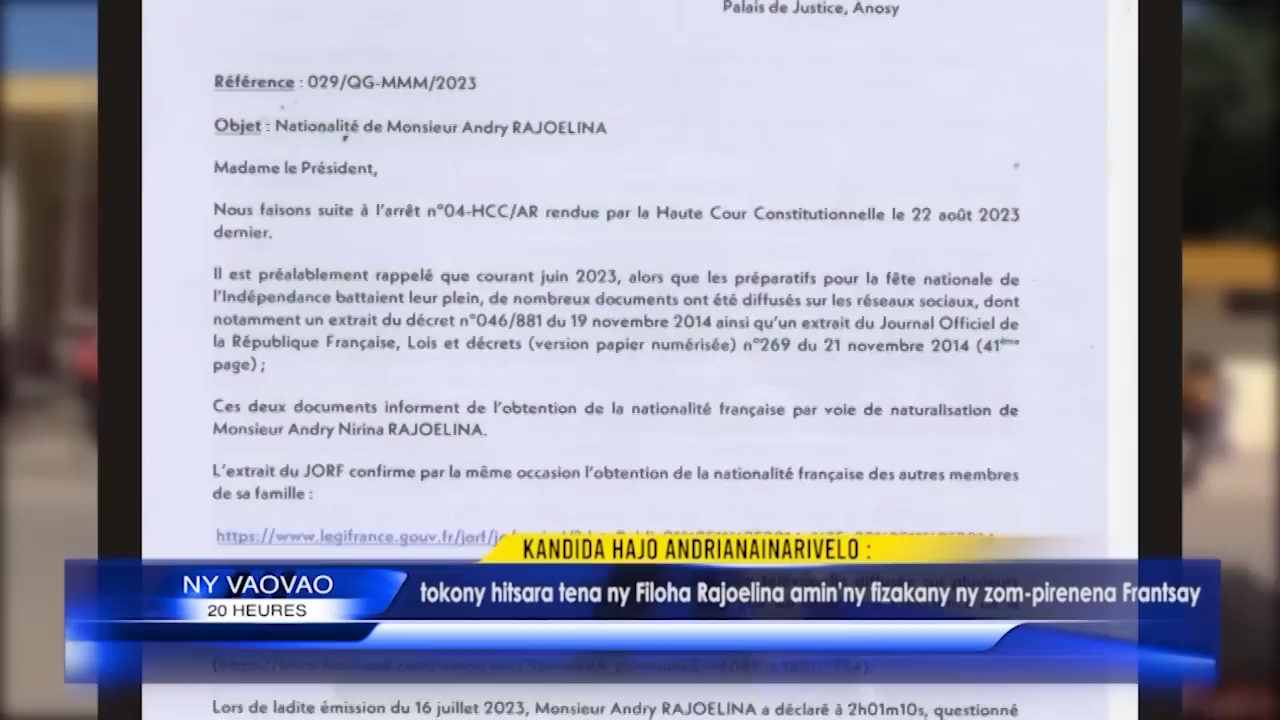 Palais de Justice, Anosy
Référence : 029/QG-MMM/2023
Objet : Nationalité de Monsieur Andry RAJOELINA
Madame le Président,
Nous faisons suite à l'arrêt n°04-HCC/AR rendue par la Haute Cour Constitutionnelle le 22 août 2023
dernier.
Il est préalablement rappelé que courant juin 2023, alors que les préparatifs pour la fête nationale de
l'Indépendance battaient leur plein, de nombreux documents ont été diffusés sur les réseaux sociaux, dont
notamment un extrait du décret n°046/881 du 19 novembre 2014 ainsi qu'un extrait du Journal Officiel de
la République Française, Lois et décrets (version papier numérisée) n°269 du 21 novembre 2014 (41ème
page) ;
Ces deux documents informent de l'obtention de la nationalité française par voie de naturalisation de
Monsieur Andry Nirina RAJOELINA.
L'extrait du JORF confirme par la même occasion l'obtention de la nationalité française des autres membres
de sa famille :
https://www.legifrance.gouv.fr/jorf/
KANDIDA HAJO ANDRIANAINARIVELO :
NY VAOVAO
20 HEURES
tokony hitsara tena ny Filoha Rajoelina amin'ny fizakany ny zom-pirenena Frantsay
Lors de ladite émission du 16 juillet 2023, Monsieur Andry RAJOELINA a déclaré à 2h01m10s, questionné